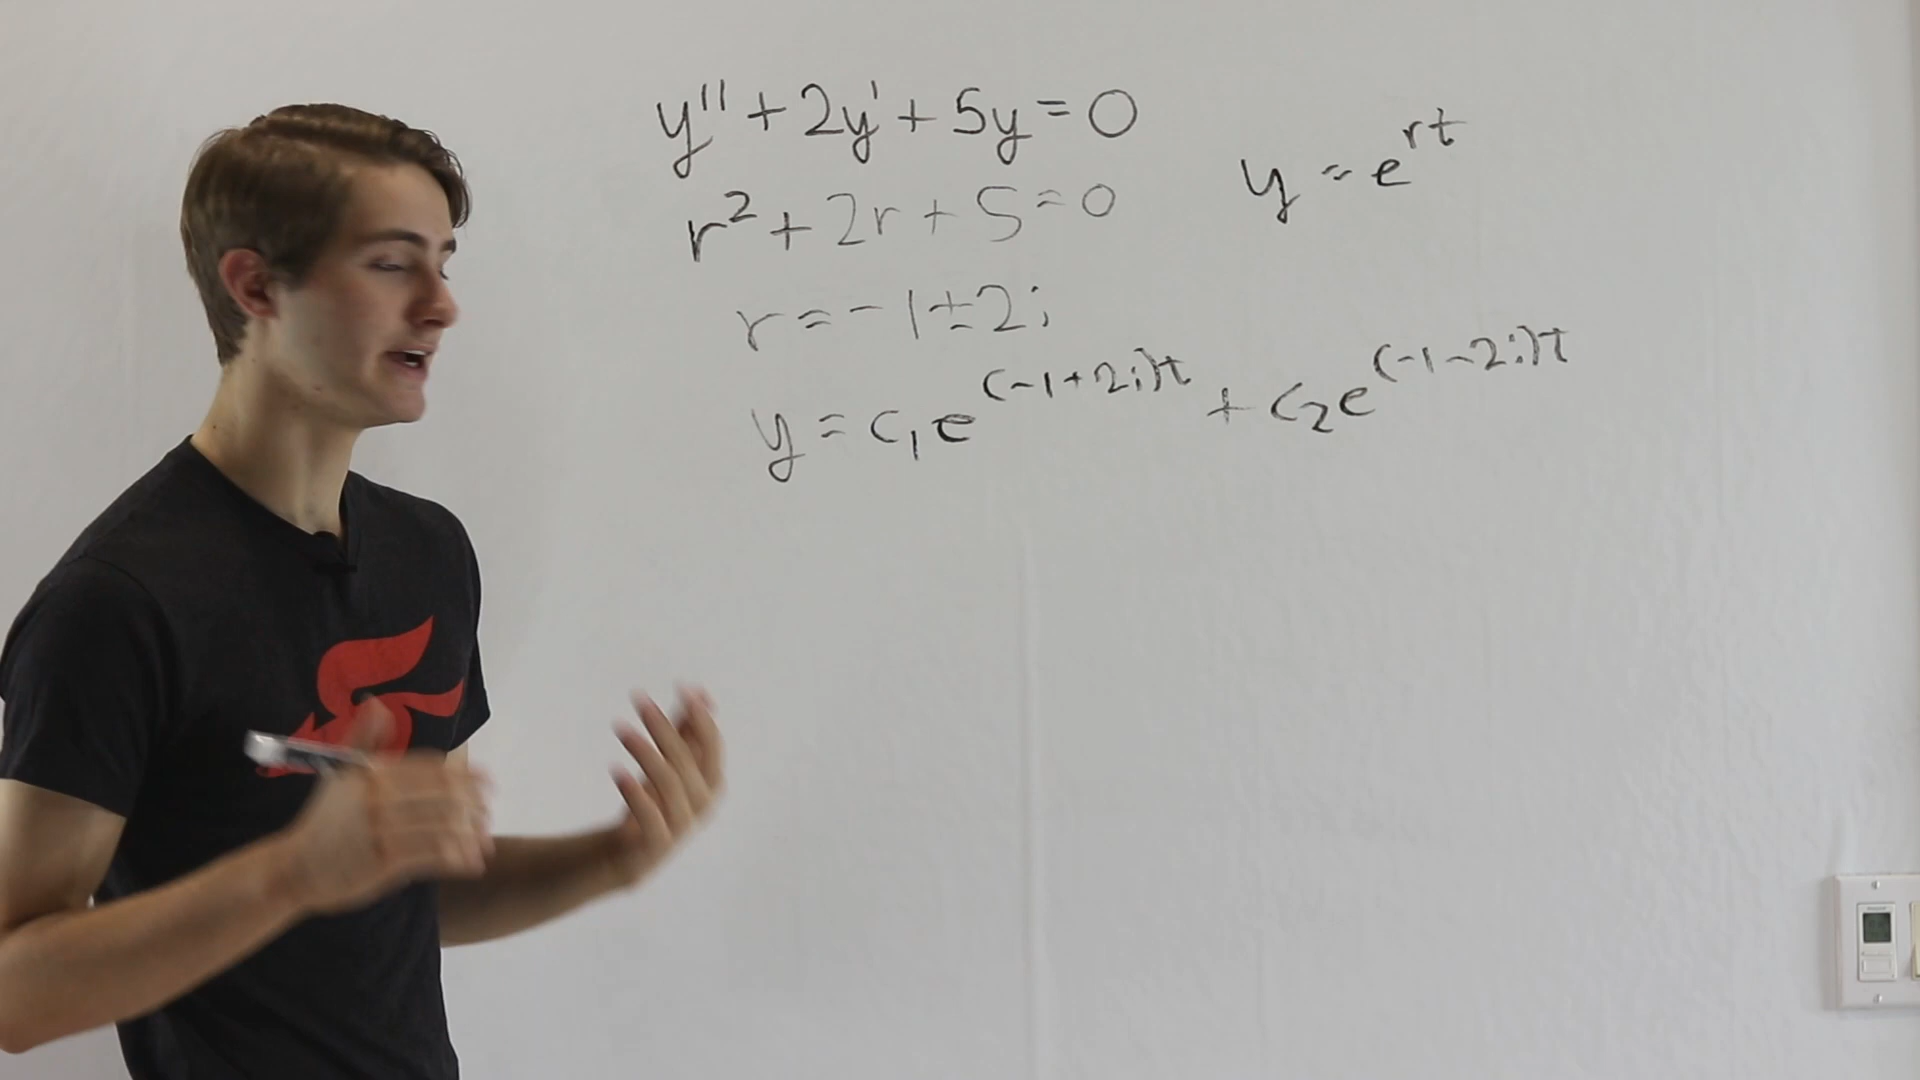 y'' + 2y' + 5y = 0
y = e^{rt}
r² + 2r + 5 = 0
r = -1 ± 2i
y = c₁e^{(-1+2i)t} + c₂e^{(-1-2i)t}